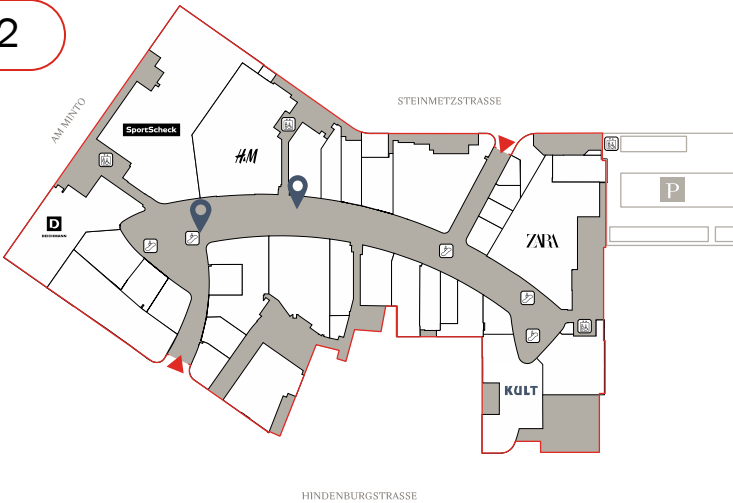 2
STEINMETZSTRASSE
AM MINTO
SportScheck
H&M
P
D
DEICHMANN
ZARA
KULT
HINDENBURGSTRASSE